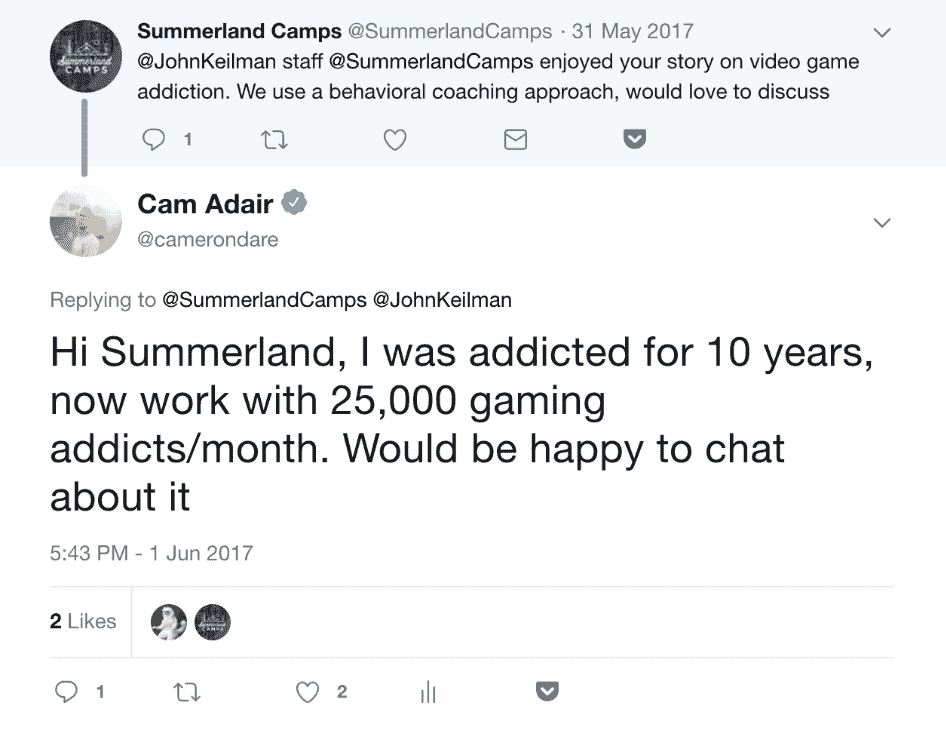 Summerland Camps @SummerlandCamps · 31 May 2017
@JohnKeilman staff @SummerlandCamps enjoyed your story on video game
addiction. We use a behavioral coaching approach, would love to discuss
1
Summerland
CAMPS
Cam Adair
@camerondare
Replying to @SummerlandCamps @JohnKeilman
Hi Summerland, I was addicted for 10 years,
now work with 25,000 gaming
addicts/month. Would be happy to chat
about it
5:43 PM - 1 Jun 2017
2 Likes
1 2